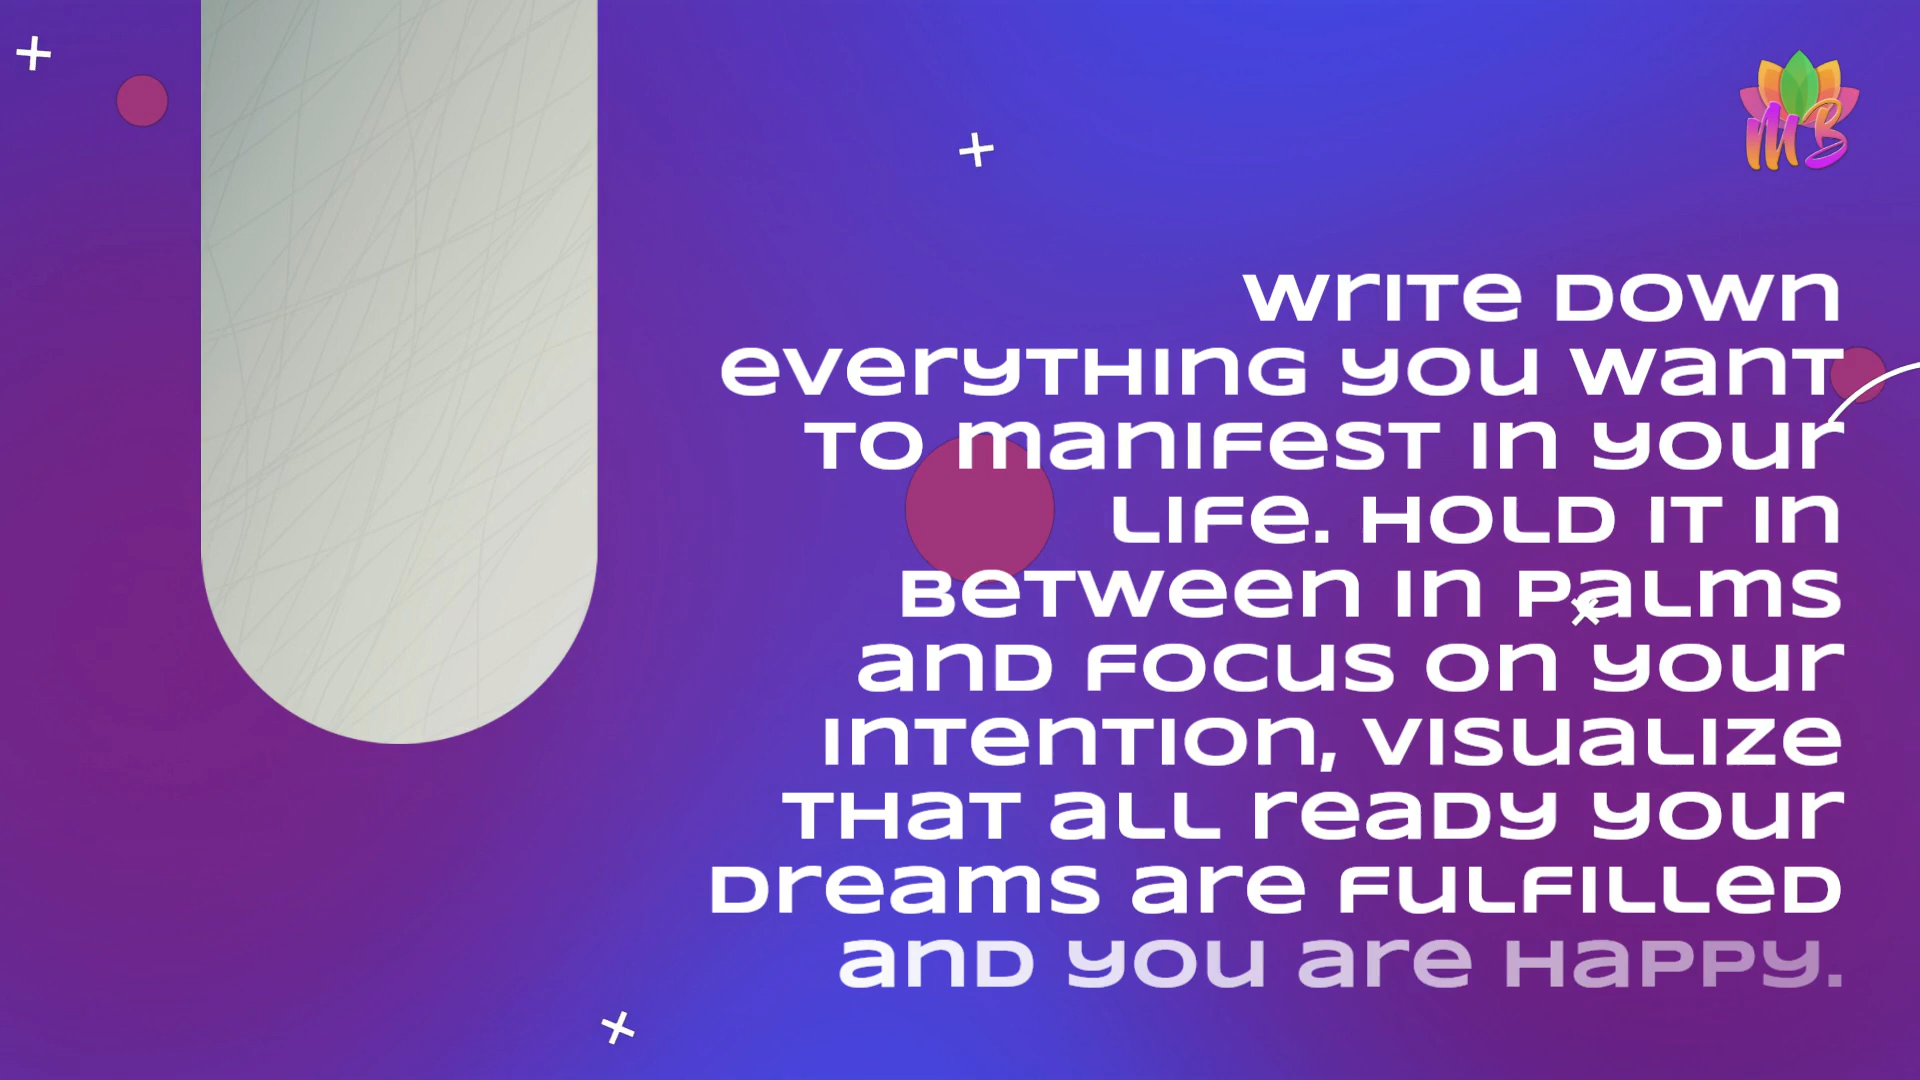 MB
Write down
everything you want
to manifest in your
life. Hold it in
between in palms
and focus on your
intention, visualize
that all ready your
dreams are fulfilled
and you are happy.